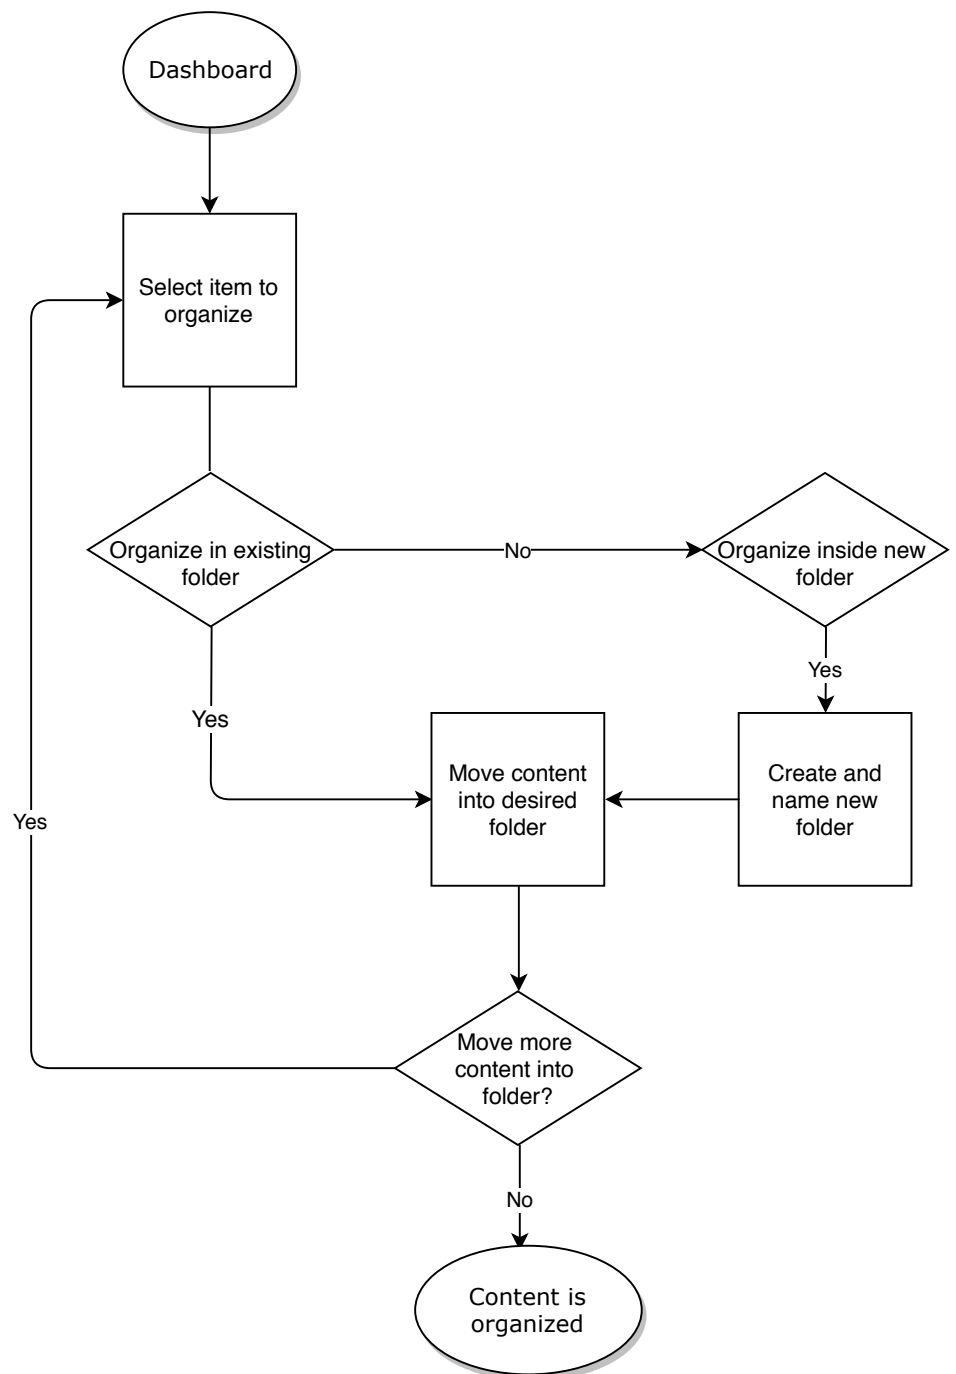 Dashboard
Select item to
organize
Organize in existing
folder
No
Organize inside new
folder
Yes
Yes
Move content
into desired
folder
Create and
name new
folder
Yes
Move more
content into
folder?
No
Content is
organized